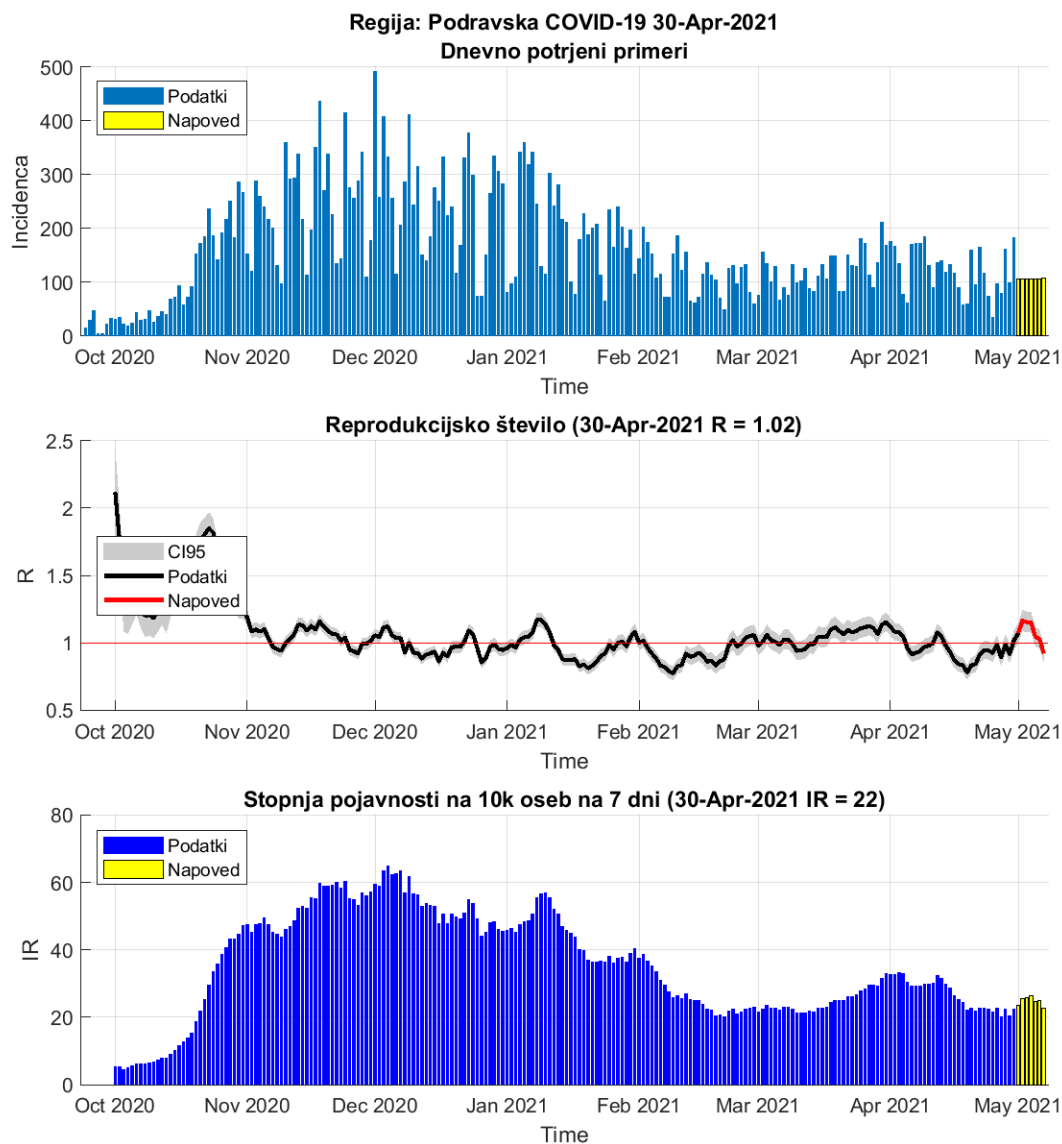 Regija: Podravska COVID-19 30-Apr-2021
Dnevno potrjeni primeri
500
400
300
200
100
0
Incidenca
Podatki
Napoved
Oct 2020 Nov 2020 Dec 2020 Jan 2021 Feb 2021 Mar 2021 Apr 2021 May 2021
Time
Reprodukcijsko število (30-Apr-2021 R = 1.02)
2.5
2
1.5
1
0.5
R
CI95
Podatki
Napoved
Oct 2020 Nov 2020 Dec 2020 Jan 2021 Feb 2021 Mar 2021 Apr 2021 May 2021
Time
Stopnja pojavnosti na 10k oseb na 7 dni (30-Apr-2021 IR = 22)
80
60
40
20
0
IR
Podatki
Napoved
Oct 2020 Nov 2020 Dec 2020 Jan 2021 Feb 2021 Mar 2021 Apr 2021 May 2021
Time